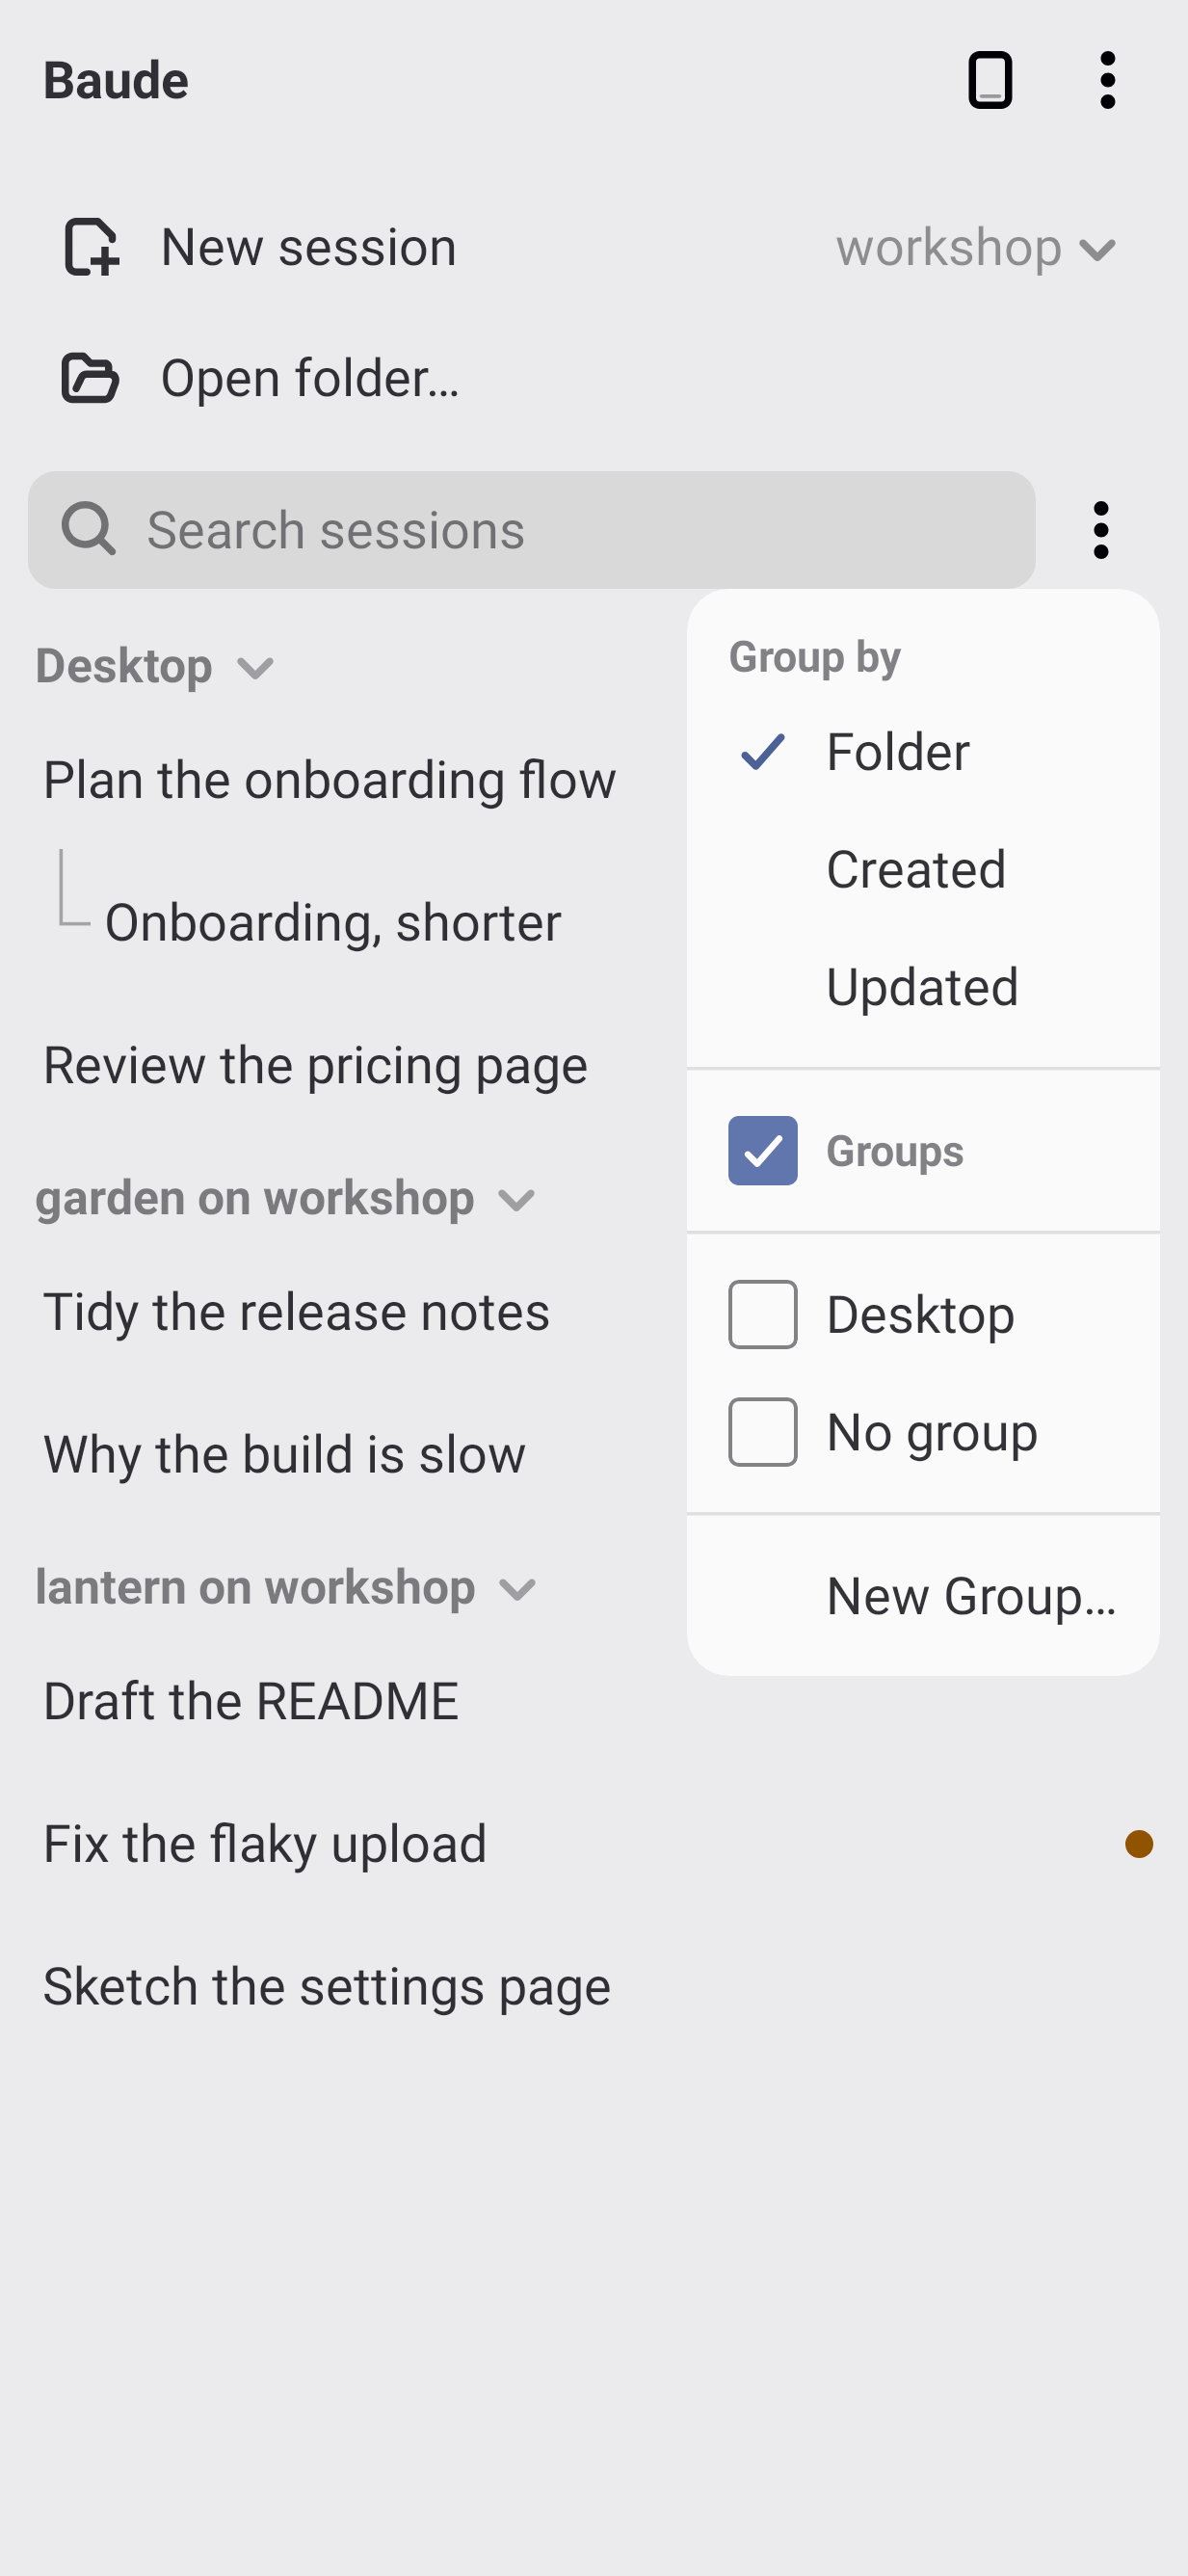 Baude
New session
workshop
Open folder...
Search sessions
Desktop
Plan the onboarding flow
Onboarding, shorter
Review the pricing page
garden on workshop
Tidy the release notes
Why the build is slow
lantern on workshop
Draft the README
Fix the flaky upload
Sketch the settings page
Group by
Folder
Created
Updated
Groups
Desktop
No group
New Group...